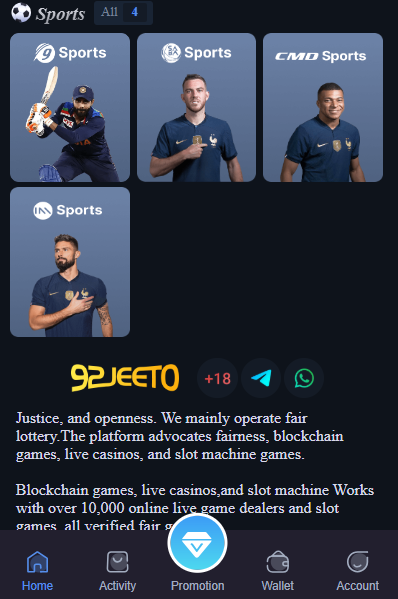 Sports All 4
9 Sports
SABA Sports
CMD Sports
IM Sports
92JEETO +18
Justice, and openness. We mainly operate fair
lottery.The platform advocates fairness, blockchain
games, live casinos, and slot machine games.
Blockchain games, live casinos,and slot machine Works
with over 10,000 online live game dealers and slot
games, all verified fair g
Home Activity Promotion Wallet Account